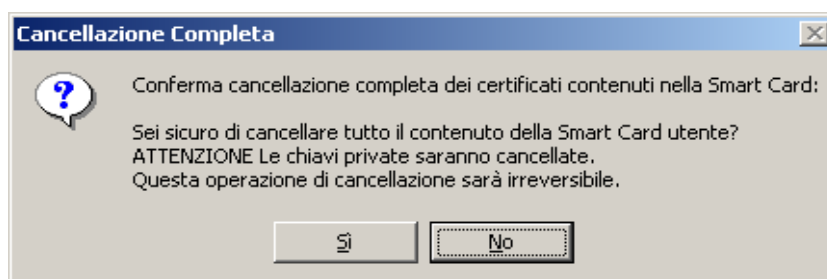 Cancellazione Completa
Conferma cancellazione completa dei certificati contenuti nella Smart Card:
Sei sicuro di cancellare tutto il contenuto della Smart Card utente?
ATTENZIONE Le chiavi private saranno cancellate.
Questa operazione di cancellazione sarà irreversibile.
Sì No